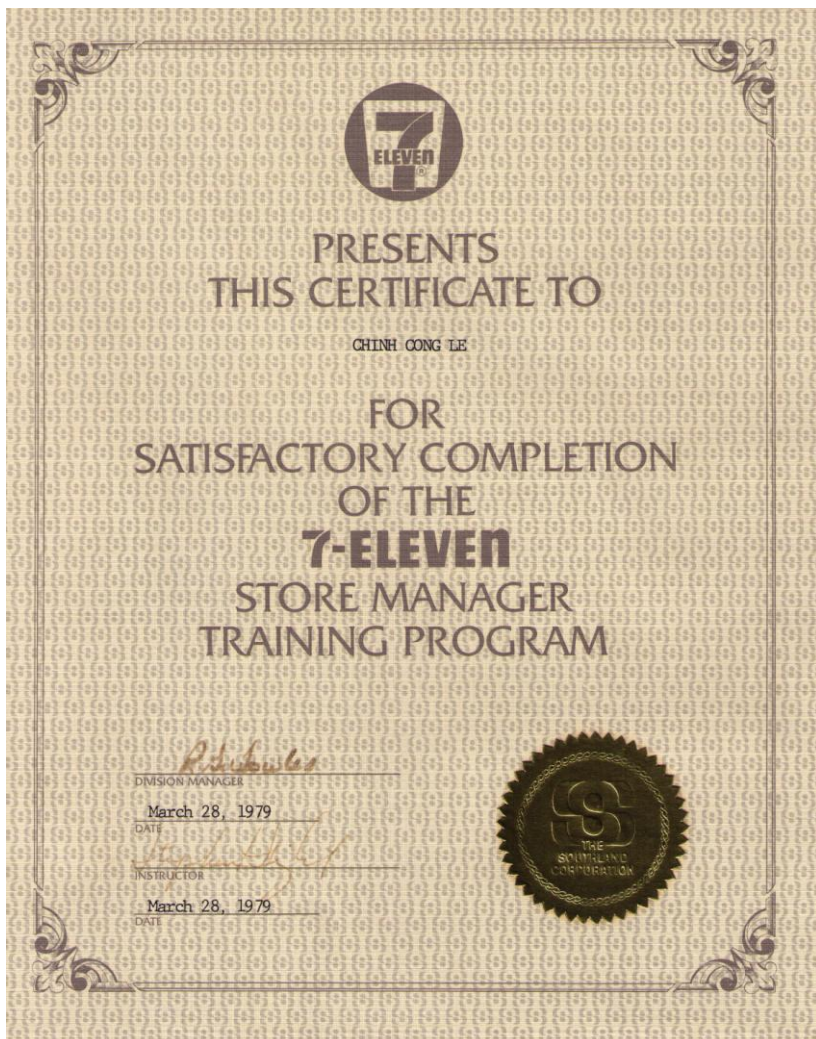 7
ELEVEN
®
PRESENTS
THIS CERTIFICATE TO
CHINH CONG LE
FOR
SATISFACTORY COMPLETION
OF THE
7-ELEVEN
STORE MANAGER
TRAINING PROGRAM
DIVISION MANAGER
March 28, 1979
DATE
INSTRUCTOR
March 28, 1979
DATE
S
THE
SOUTHLAND
CORPORATION